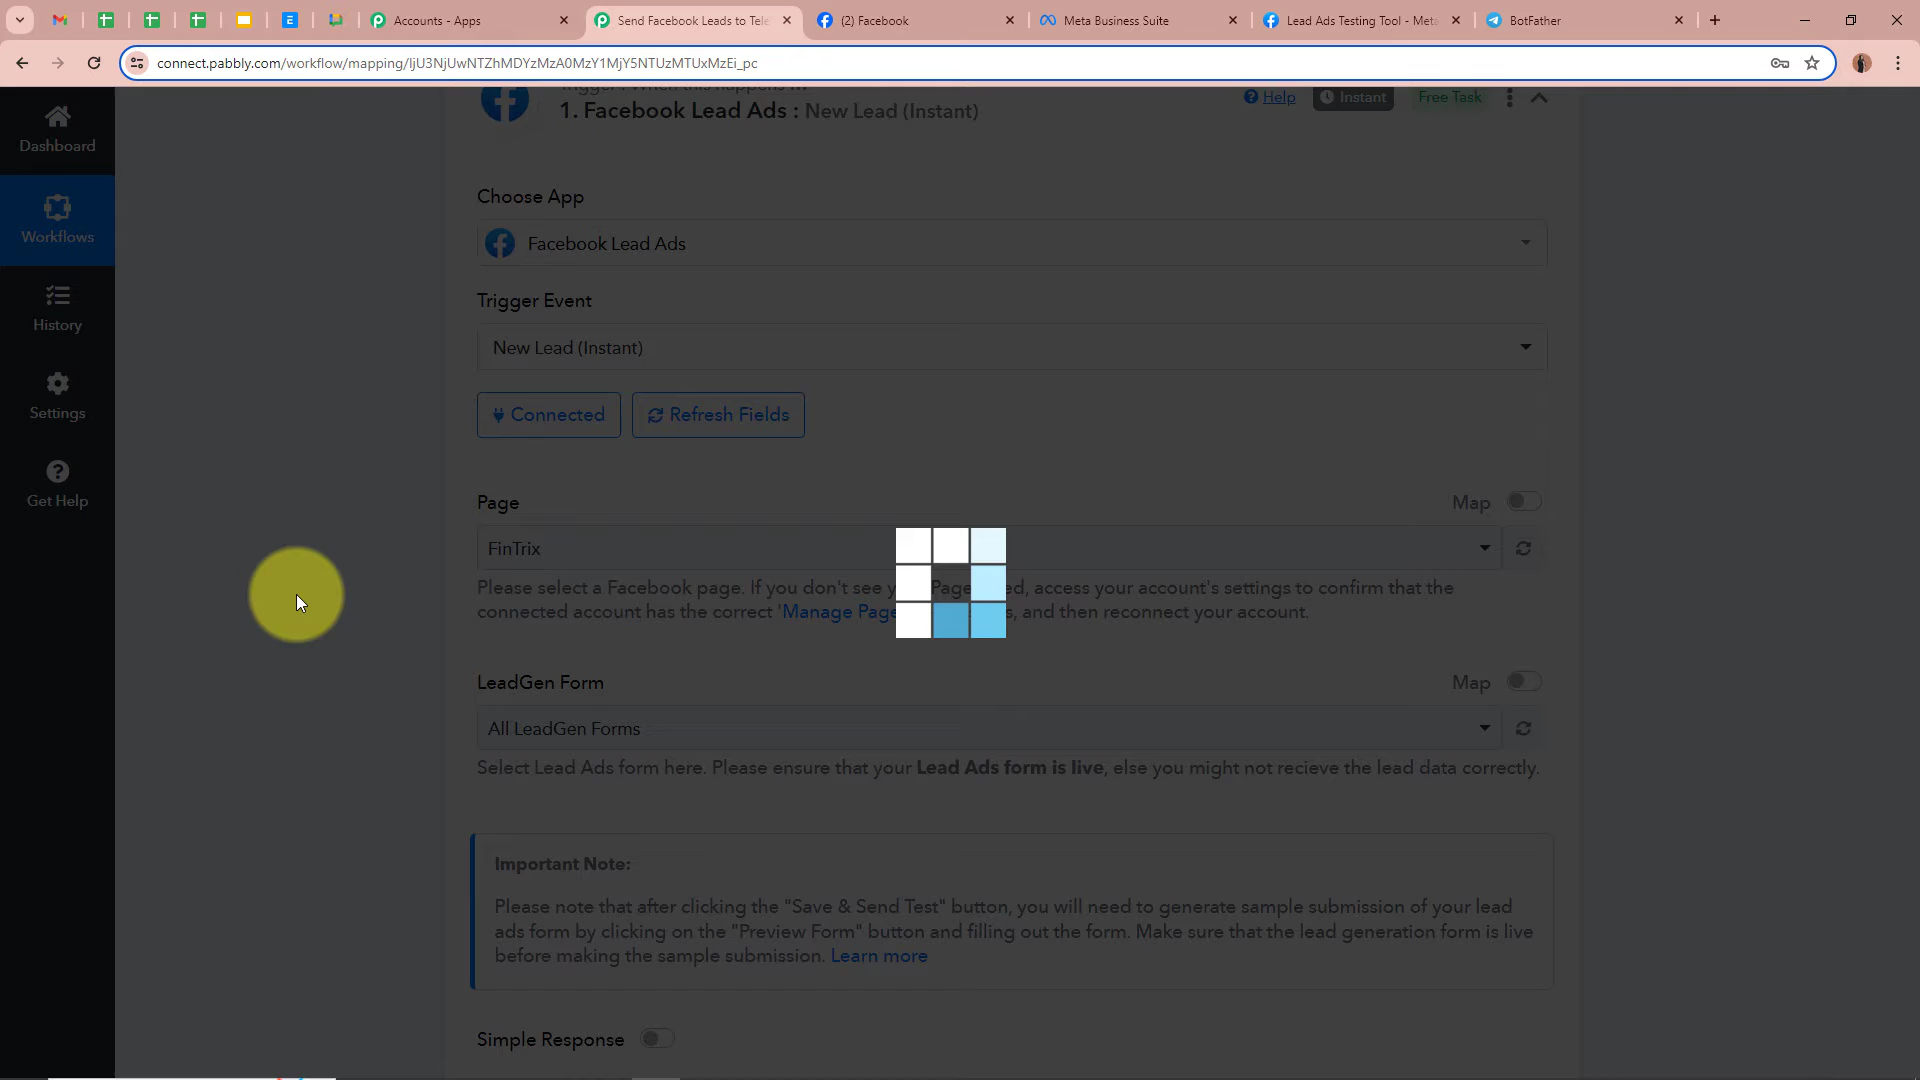 Accounts - Apps
Send Facebook Leads to Tele
(2) Facebook
Meta Business Suite
Lead Ads Testing Tool - Meta
BotFather
connect.pabbly.com/workflow/mapping/IjU3NjUwNTZhMDYzMzA0MzY1MjY5NTUzMTUxMzEi_pc
Dashboard
Workflows
History
Settings
Get Help
Trigger : When this happens ...
1. Facebook Lead Ads : New Lead (Instant)
Help
Instant
Free Task
Choose App
Facebook Lead Ads
Trigger Event
New Lead (Instant)
Connected
Refresh Fields
Page
Map
FinTrix
Please select a Facebook page. If you don't see y Page ed, access your account's settings to confirm that the
connected account has the correct 'Manage Page s, and then reconnect your account.
LeadGen Form
Map
All LeadGen Forms
Select Lead Ads form here. Please ensure that your Lead Ads form is live, else you might not recieve the lead data correctly.
Important Note:
Please note that after clicking the "Save & Send Test" button, you will need to generate sample submission of your lead
ads form by clicking on the "Preview Form" button and filling out the form. Make sure that the lead generation form is live
before making the sample submission. Learn more
Simple Response